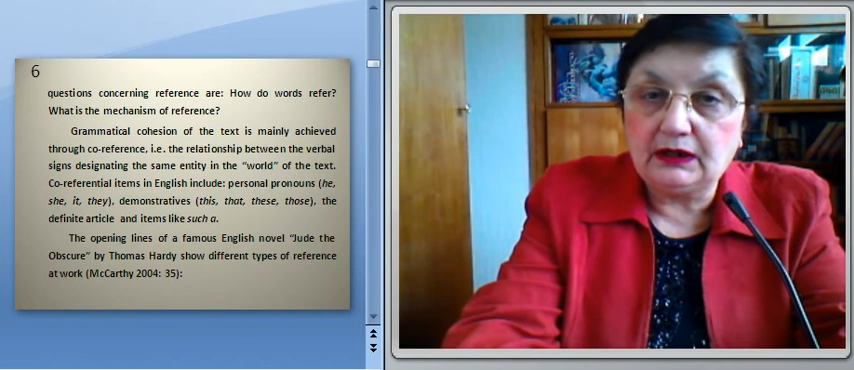 6
questions concerning reference are: How do words refer?
What is the mechanism of reference?
Grammatical cohesion of the text is mainly achieved
through co-reference, i.e. the relationship between the verbal
signs designating the same entity in the “world” of the text.
Co-referential items in English include: personal pronouns (he,
she, it, they), demonstratives (this, that, these, those), the
definite article and items like such a.
The opening lines of a famous English novel “Jude the
Obscure” by Thomas Hardy show different types of reference
at work (McCarthy 2004: 35):